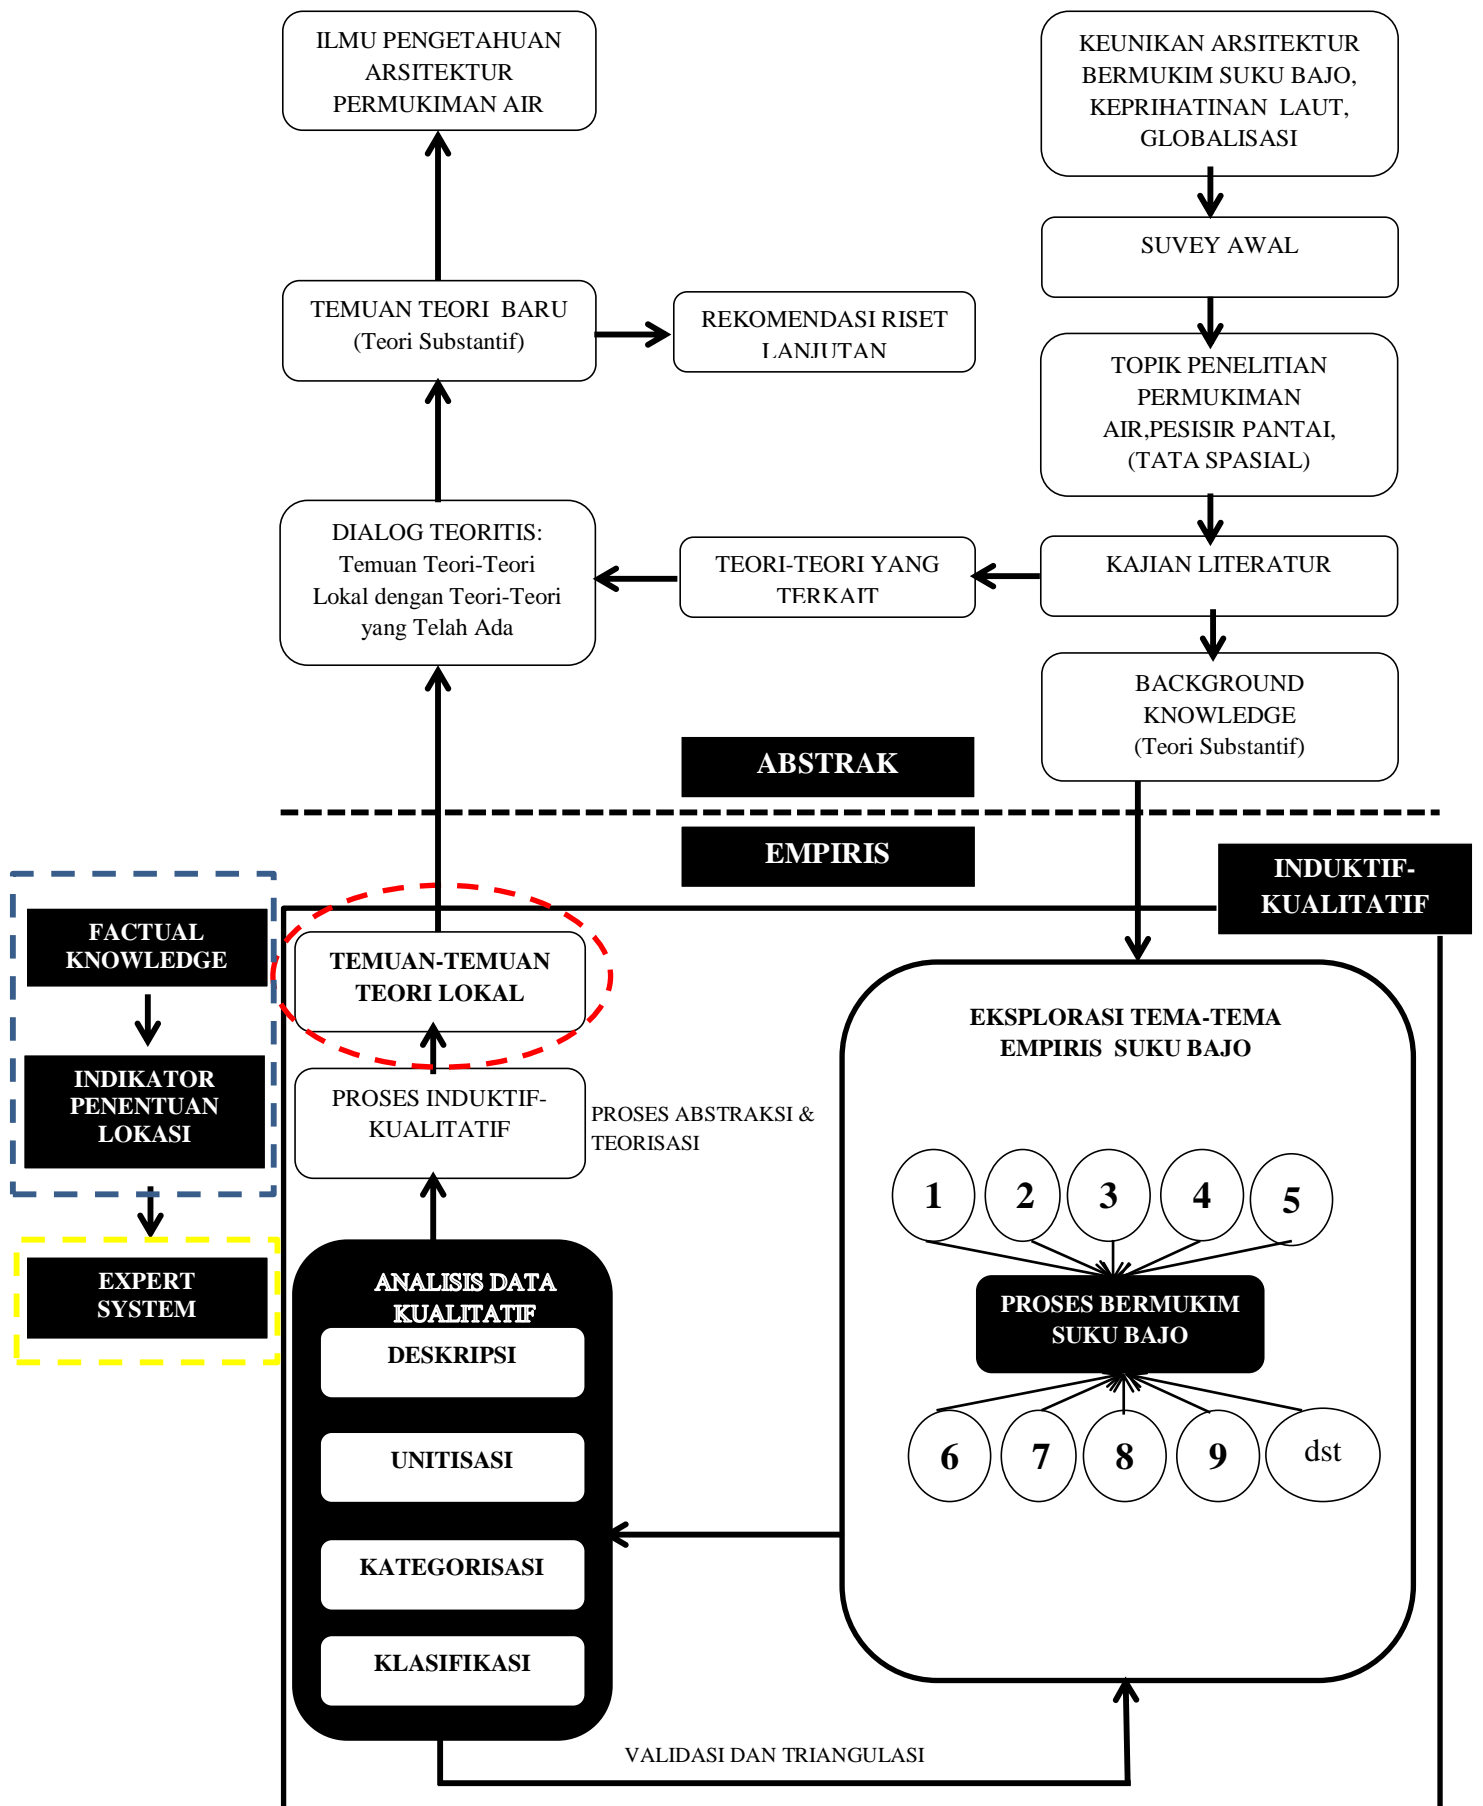 ILMU PENGETAHUAN
ARSITEKTUR
PERMUKIMAN AIR
KEUNIKAN ARSITEKTUR
BERMUKIM SUKU BAJO,
KEPRIHATINAN LAUT,
GLOBALISASI
SUVEY AWAL
TEMUAN TEORI BARU
(Teori Substantif)
REKOMENDASI RISET
LANJUTAN
TOPIK PENELITIAN
PERMUKIMAN
AIR,PESISIR PANTAI,
(TATA SPASIAL)
DIALOG TEORITIS:
Temuan Teori-Teori
Lokal dengan Teori-Teori
yang Telah Ada
TEORI-TEORI YANG
TERKAIT
KAJIAN LITERATUR
BACKGROUND
KNOWLEDGE
(Teori Substantif)
ABSTRAK
EMPIRIS
INDUKTIF-
KUALITATIF
FACTUAL
KNOWLEDGE
INDIKATOR
PENENTUAN
LOKASI
EXPERT
SYSTEM
TEMUAN-TEMUAN
TEORI LOKAL
PROSES INDUKTIF-
KUALITATIF
PROSES ABSTRAKSI &
TEORISASI
ANALISIS DATA
KUALITATIF
DESKRIPSI
UNITISASI
KATEGORISASI
KLASIFIKASI
EKSPLORASI TEMA-TEMA
EMPIRIS SUKU BAJO
1 2 3 4 5
PROSES BERMUKIM
SUKU BAJO
6 7 8 9 dst
VALIDASI DAN TRIANGULASI